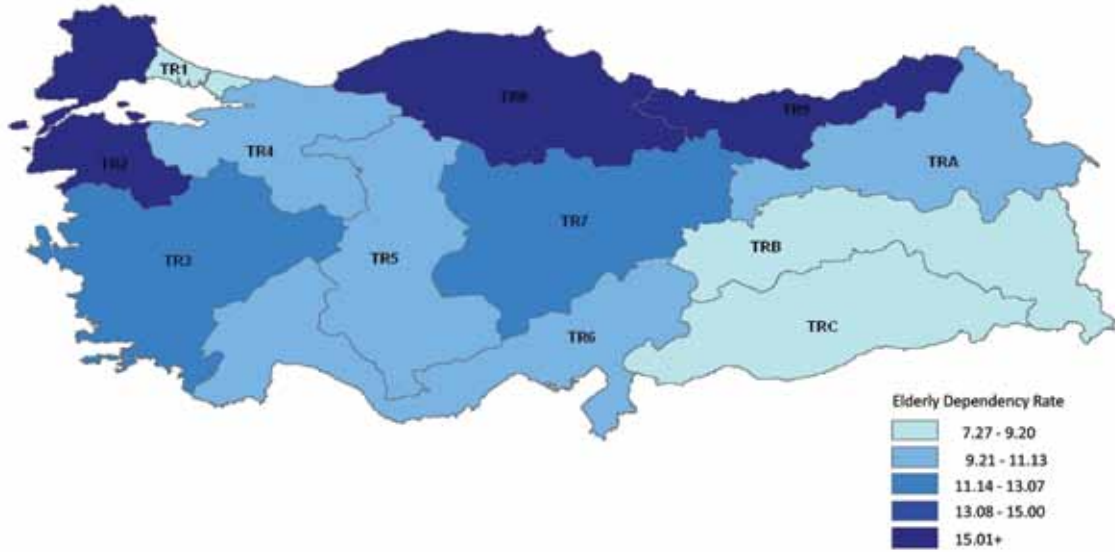 TR1
TR8
TR9
TR2
TR4
TRA
TR7
TR3
TR5
TRB
TR6
TRC
Elderly Dependency Rate
7.27 - 9.20
9.21 - 11.13
11.14 - 13.07
13.08 - 15.00
15.01+